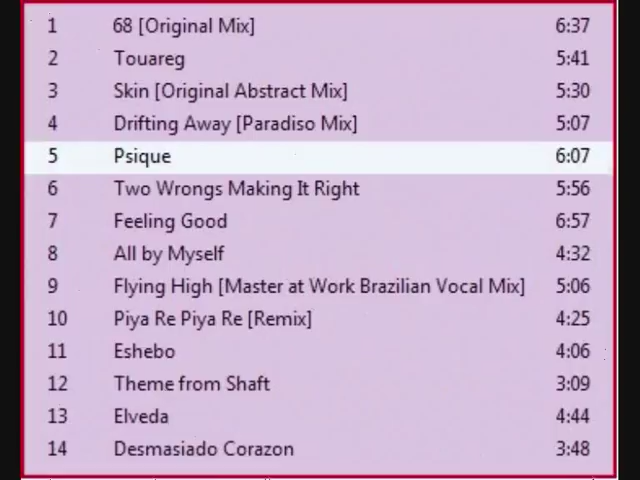 1 68 [Original Mix] 6:37
2 Touareg 5:41
3 Skin [Original Abstract Mix] 5:30
4 Drifting Away [Paradiso Mix] 5:07
5 Psique 6:07
6 Two Wrongs Making It Right 5:56
7 Feeling Good 6:57
8 All by Myself 4:32
9 Flying High [Master at Work Brazilian Vocal Mix] 5:06
10 Piya Re Piya Re [Remix] 4:25
11 Eshebo 4:06
12 Theme from Shaft 3:09
13 Elveda 4:44
14 Desmasiado Corazon 3:48